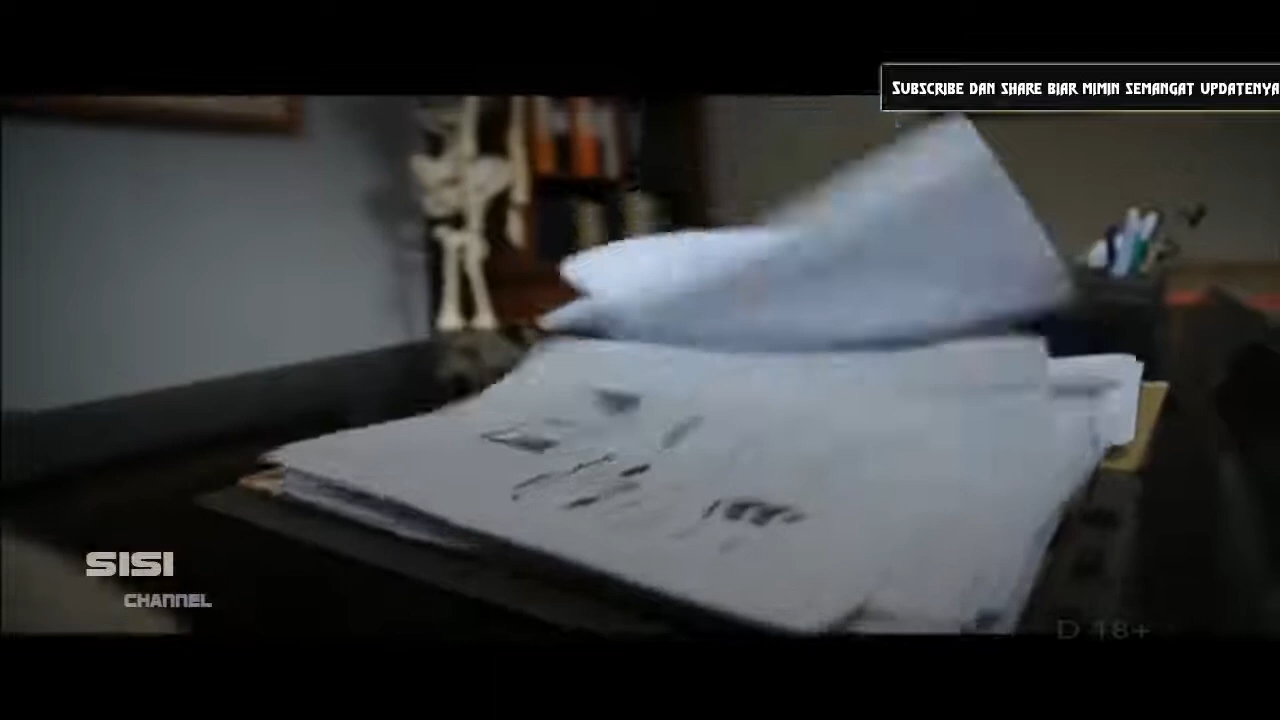 SUBSCRIBE DAN SHARE BIAR MIMIN SEMANGAT UPDATENYA
SISI
CHANNEL
D 18+